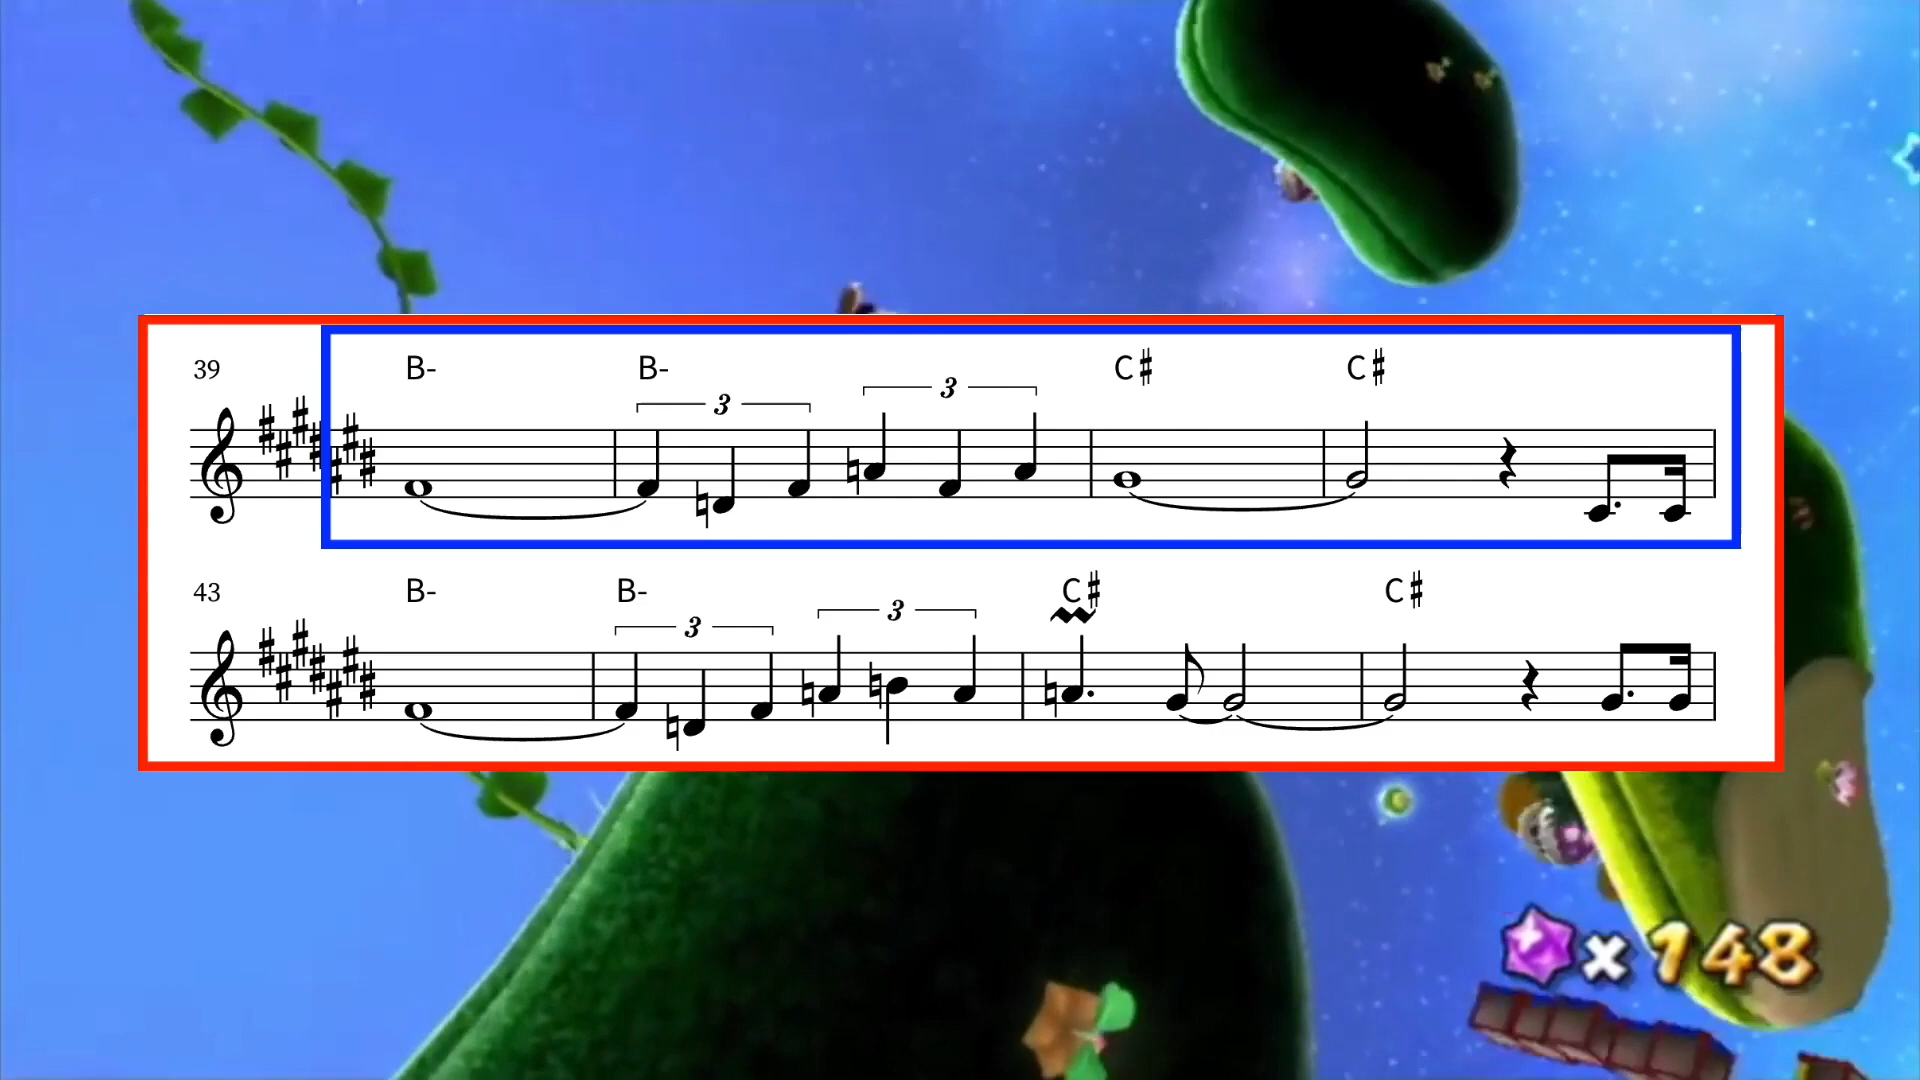 39 B- B- C♯ C♯
3 3
43 B- B- C♯ C♯
3 3
x 148